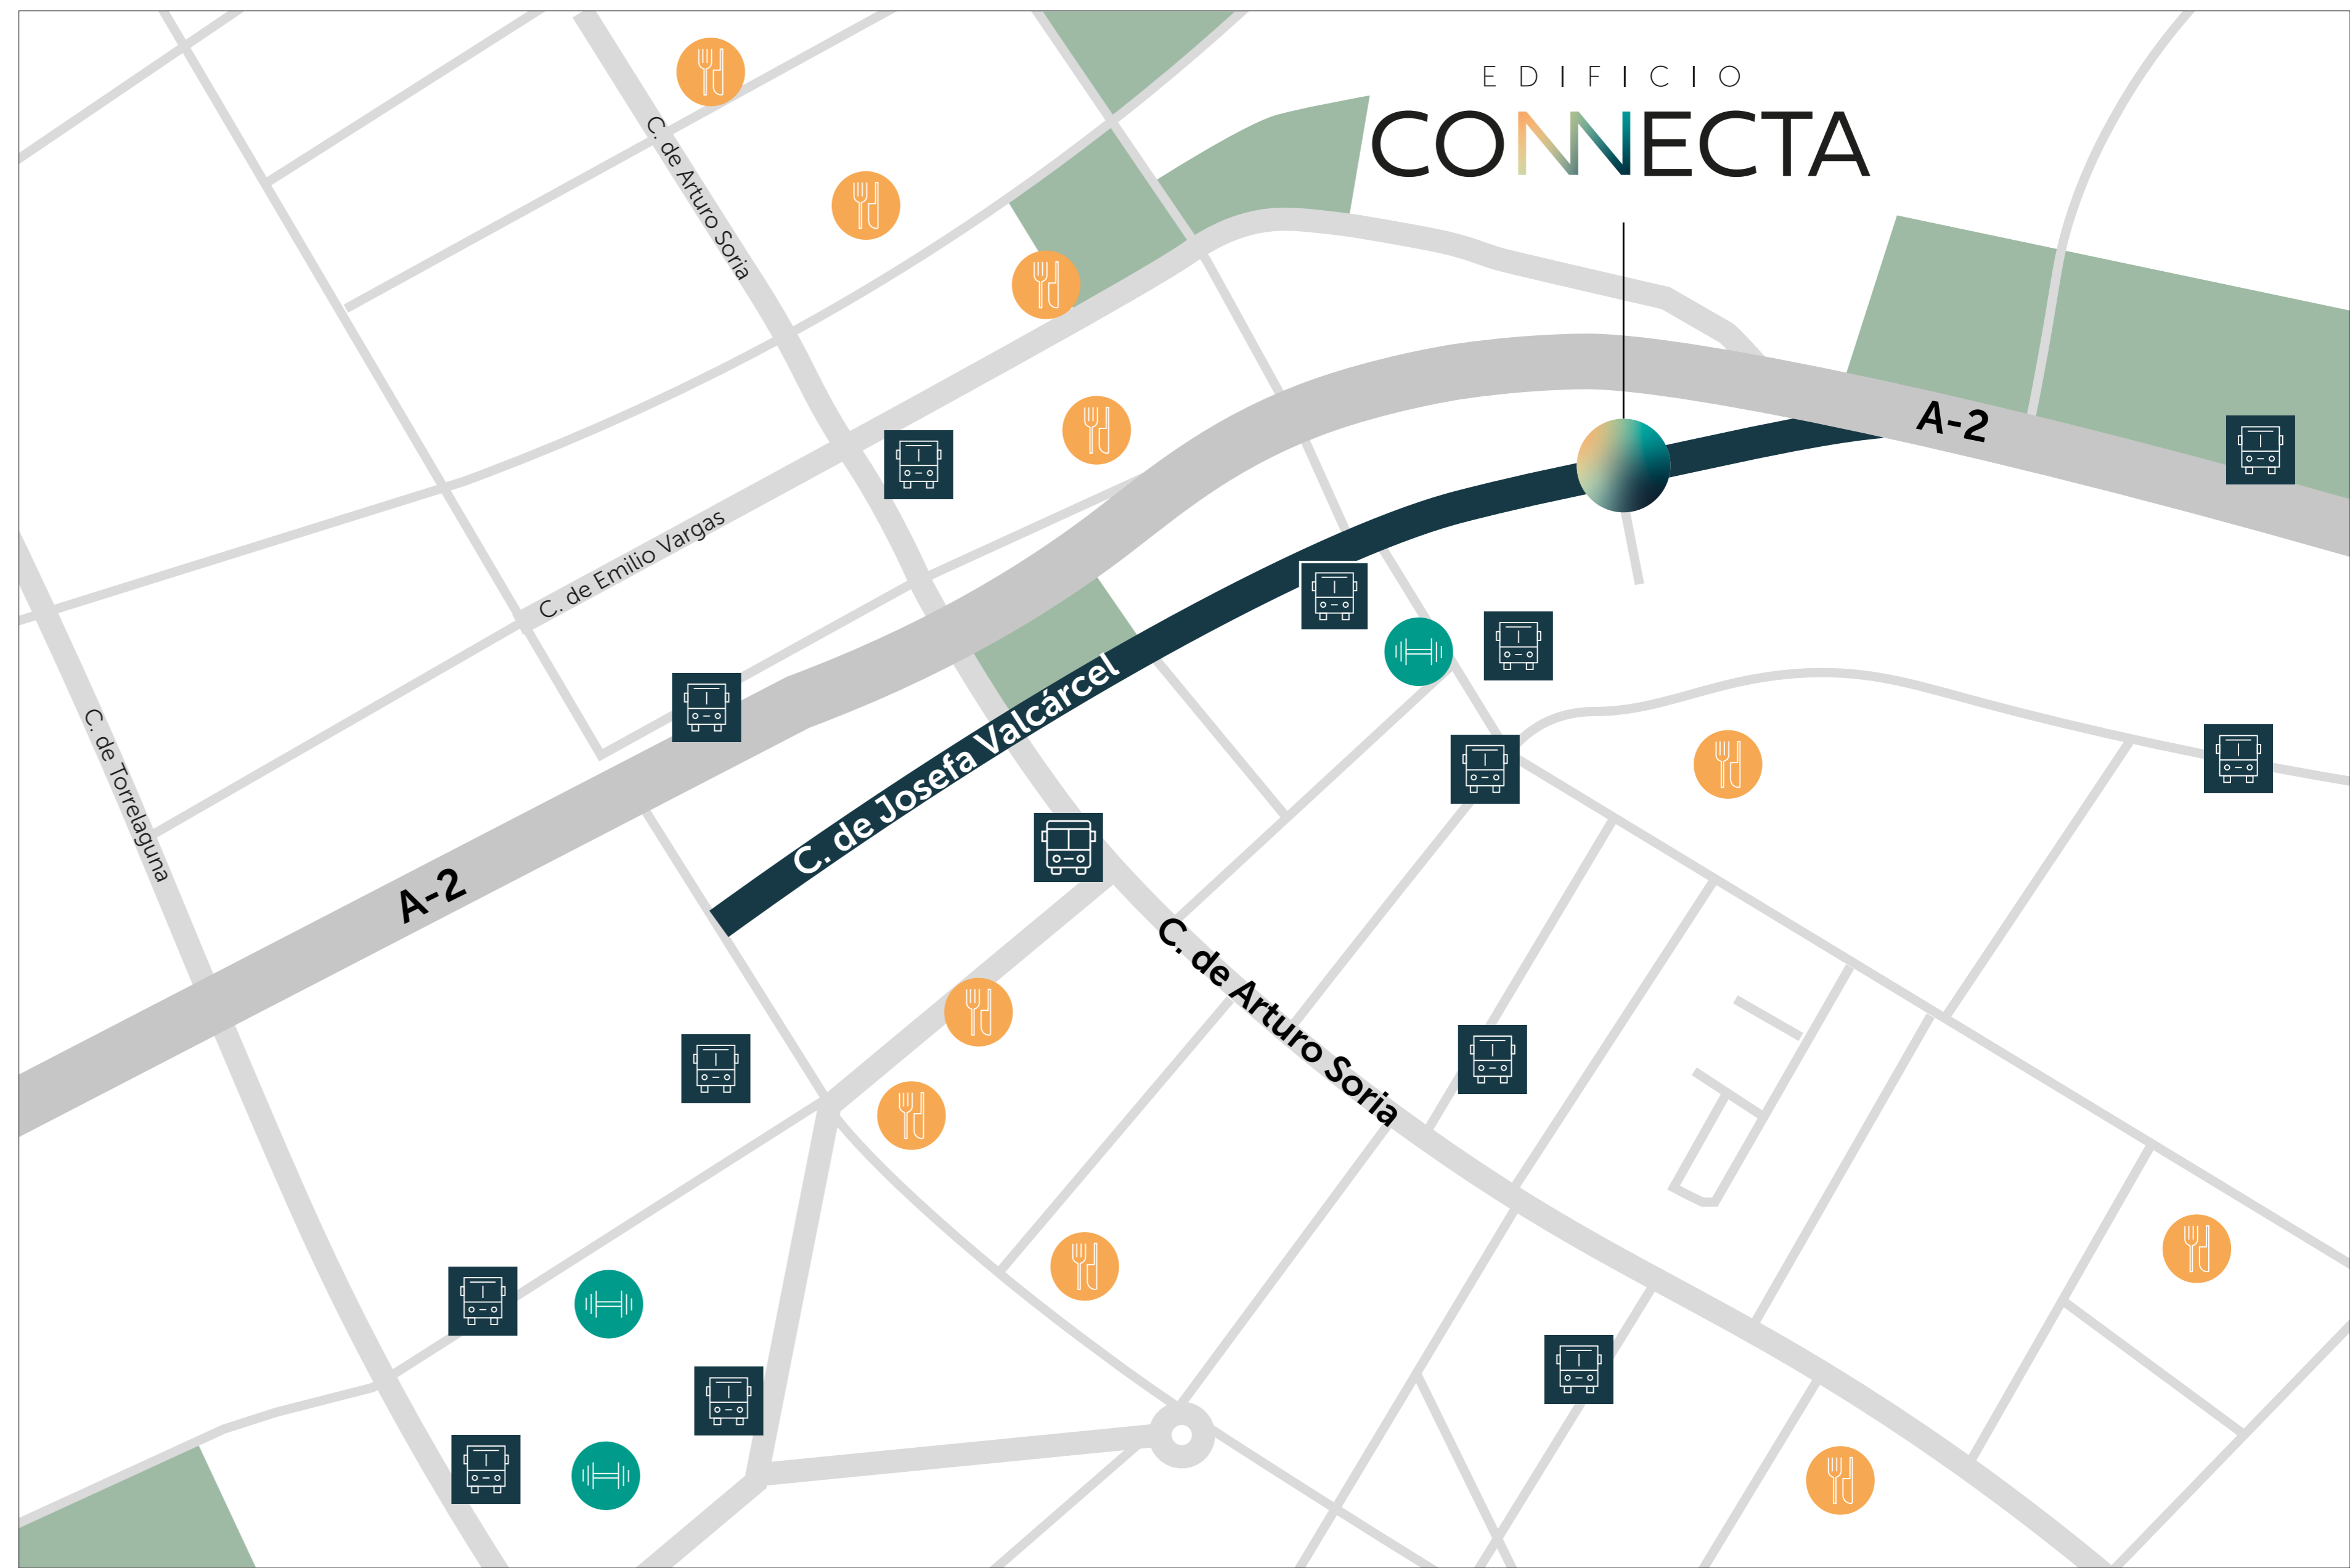 EDIFICIO
CONNECTA
C. de Arturo Soria
A-2
C. de Emilio Vargas
C. de Josefa Valcárcel
C. de Torrelaguna
A-2
C. de Arturo Soria